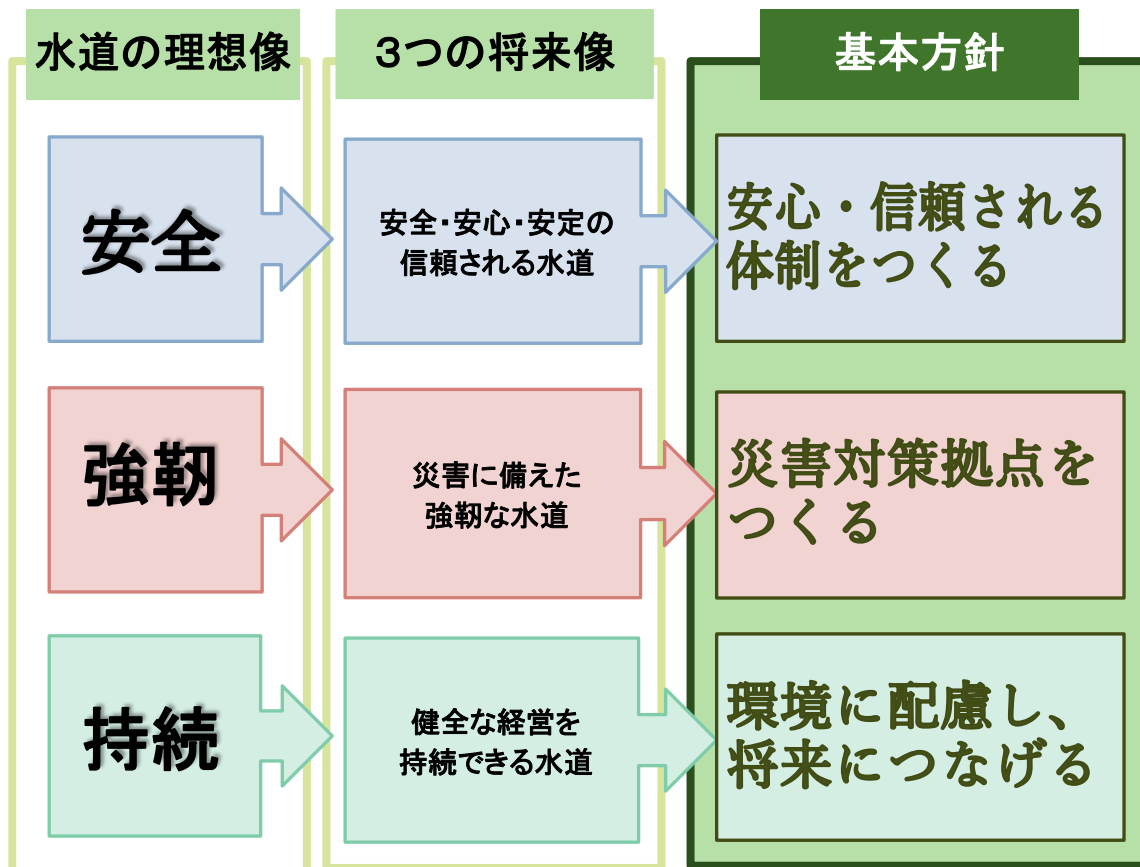 水道の理想像
3つの将来像
基本方針
安全
安全・安心・安定の
信頼される水道
安心・信頼される
体制をつくる
強靭
災害に備えた
強靭な水道
災害対策拠点を
つくる
持続
健全な経営を
持続できる水道
環境に配慮し、
将来につなげる